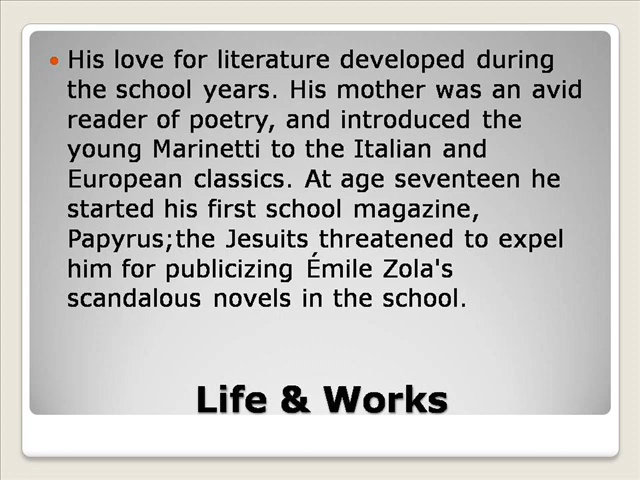 His love for literature developed during
the school years. His mother was an avid
reader of poetry, and introduced the
young Marinetti to the Italian and
European classics. At age seventeen he
started his first school magazine,
Papyrus;the Jesuits threatened to expel
him for publicizing Émile Zola's
scandalous novels in the school.
Life & Works